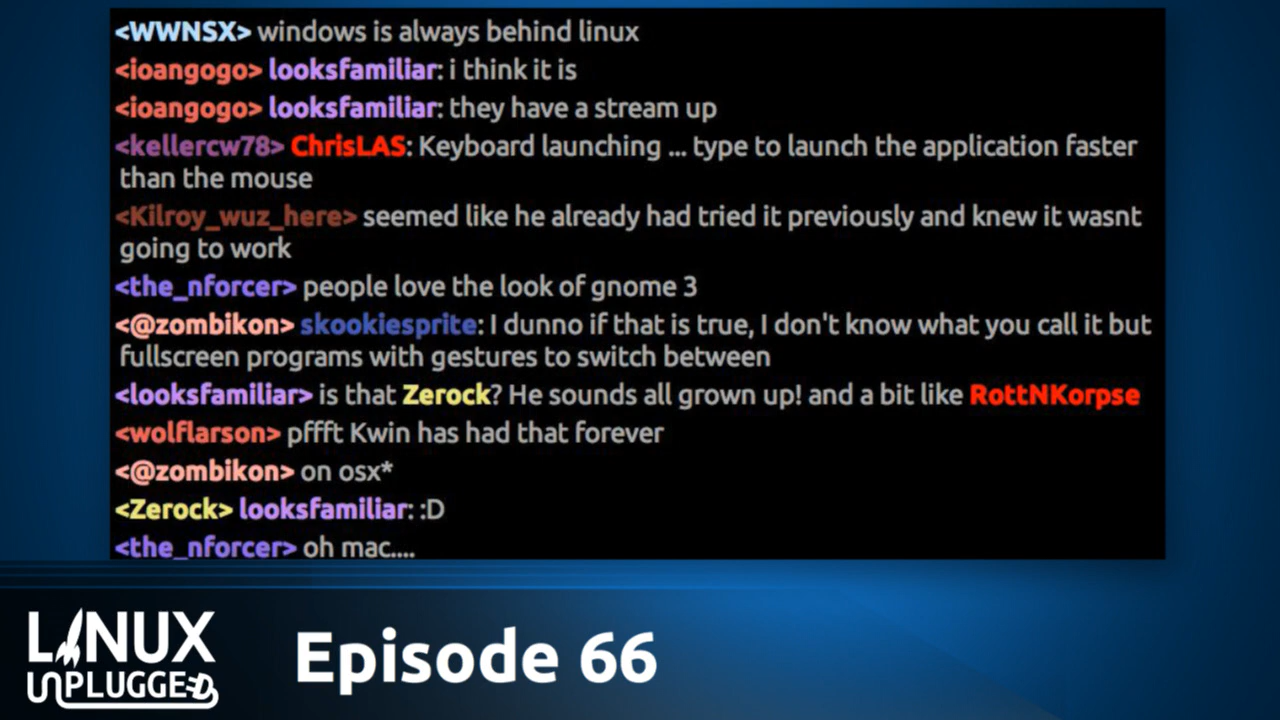 <WWNSX> windows is always behind linux
<ioangogo> looksfamiliar: i think it is
<ioangogo> looksfamiliar: they have a stream up
<kellercw78> ChrisLAS: Keyboard launching ... type to launch the application faster
than the mouse
<Kilroy_wuz_here> seemed like he already had tried it previously and knew it wasnt
going to work
<the_nforcer> people love the look of gnome 3
<@zombikon> skookiesprite: I dunno if that is true, I don't know what you call it but
fullscreen programs with gestures to switch between
<looksfamiliar> is that Zerock? He sounds all grown up! and a bit like RottNKorpse
<wolflarson> pffft Kwin has had that forever
<@zombikon> on osx*
<Zerock> looksfamiliar: :D
<the_nforcer> oh mac....
LINUX
UNPLUGGED
Episode 66